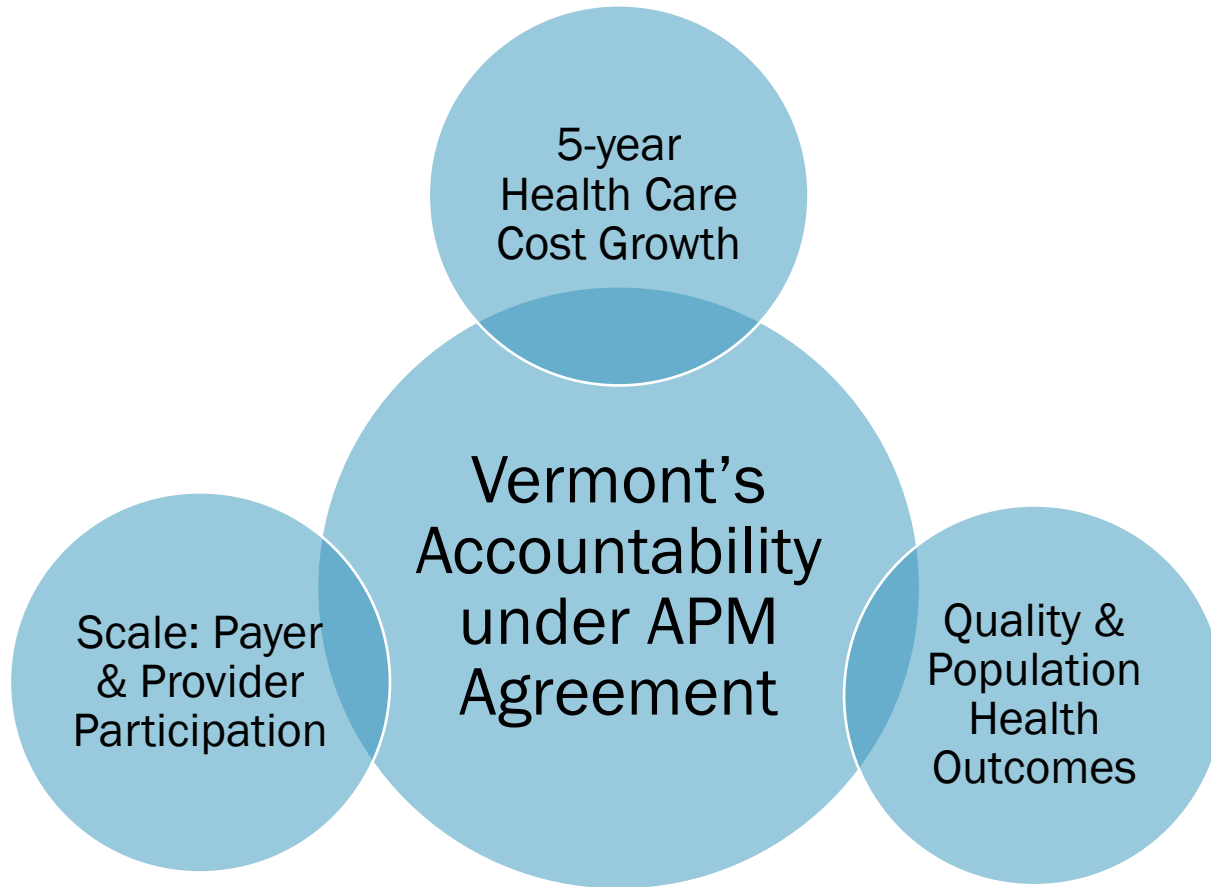 5-year
Health Care
Cost Growth
Vermont’s
Accountability
under APM
Agreement
Scale: Payer
& Provider
Participation
Quality &
Population
Health
Outcomes